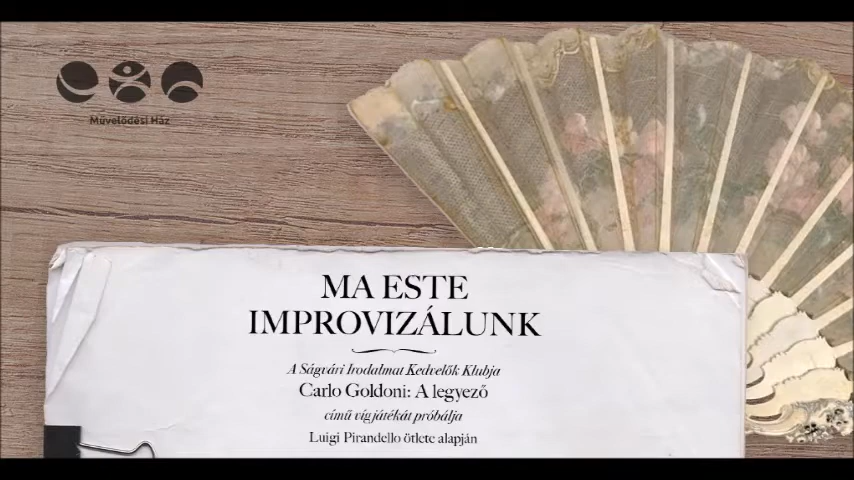 Művelődési Ház
MA ESTE
IMPROVIZÁLUNK
A Ságvári Irodalmat Kedvelők Klubja
Carlo Goldoni: A legyező
című vígjátékát próbálja
Luigi Pirandello ötlete alapján